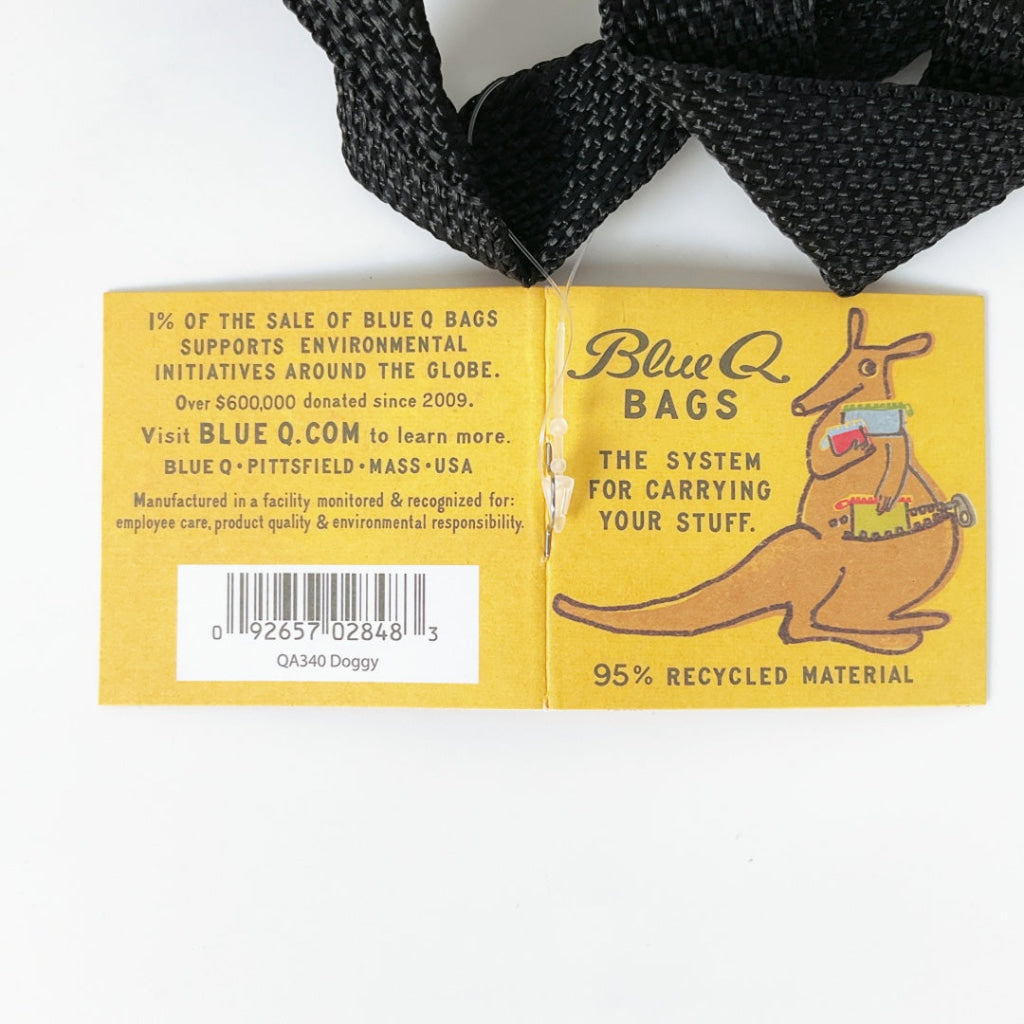 1% OF THE SALE OF BLUE Q BAGS
SUPPORTS ENVIRONMENTAL
INITIATIVES AROUND THE GLOBE.
Over $600,000 donated since 2009.
Visit BLUE Q.COM to learn more.
BLUE Q • PITTSFIELD • MASS • USA
Manufactured in a facility monitored & recognized for:
employee care, product quality & environmental responsibility.
0 92657 02848 3
QA340 Doggy
Blue Q
BAGS
THE SYSTEM
FOR CARRYING
YOUR STUFF.
95% RECYCLED MATERIAL